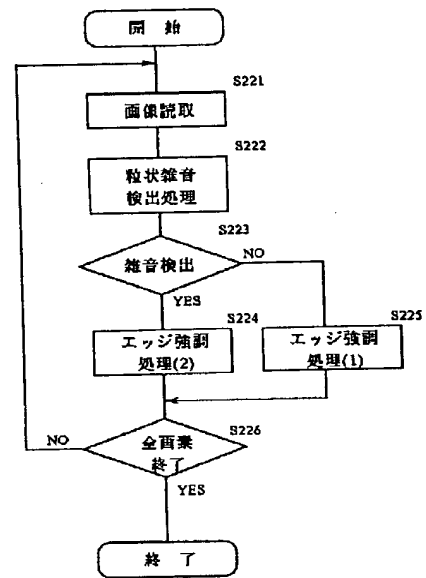 開 始
S221
画像読取
S222
粒状雑音
検出処理
S223
雑音検出
NO
YES
S224
エッジ強調
処理(2)
S225
エッジ強調
処理(1)
S226
全画素
終了
NO
YES
終 了